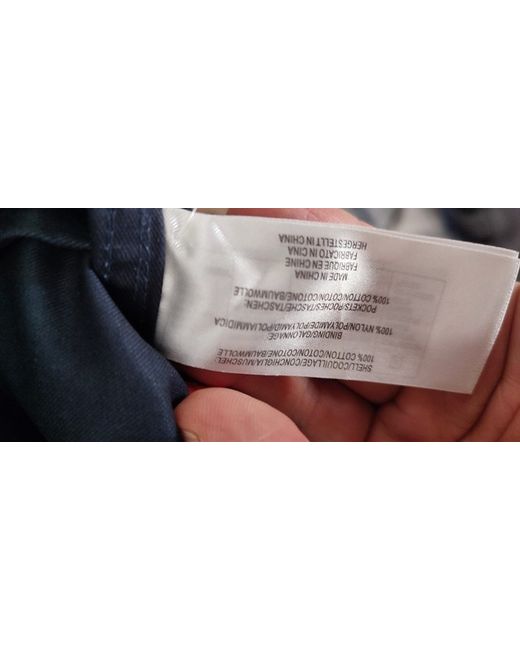 SHELL/COQUILLAGE/CONCHIGLIA/MUSCHEL:
100% COTTON/COTON/COTONE/BAUMWOLLE
BINDING/GALONNAGE:
100% NYLON/POLYAMIDE/POLYAMID/POLIAMMIDICA
POCKETS/POCHES/TASCHE/TASCHEN:
100% COTTON/COTON/COTONE/BAUMWOLLE
MADE IN CHINA
FABRIQUE EN CHINE
FABRICATO IN CINA
HERGESTELLT IN CHINA